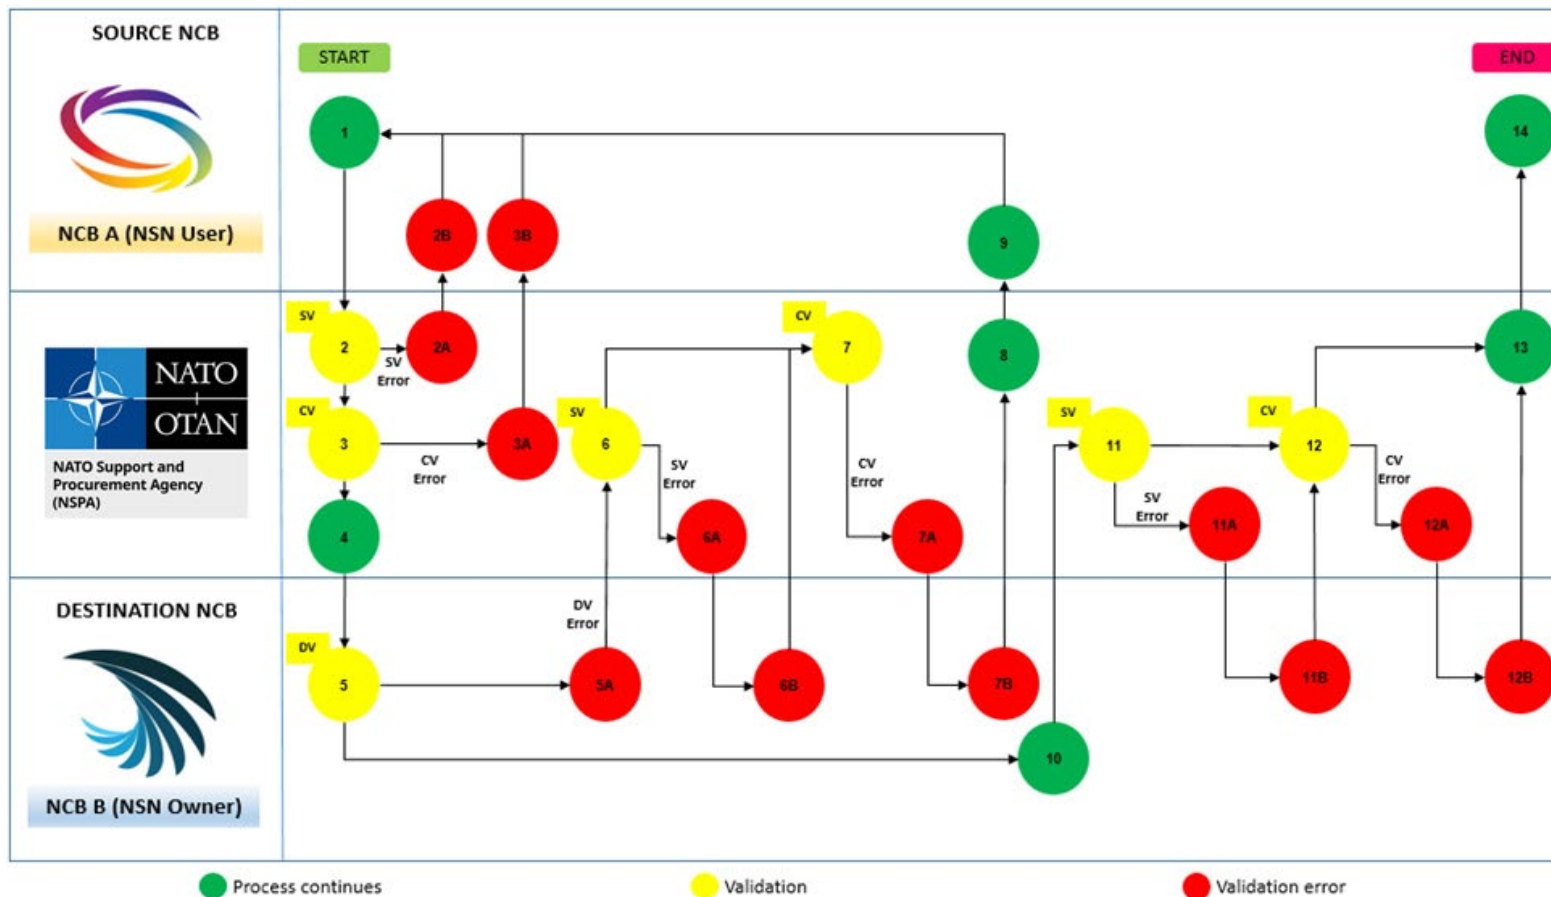 SOURCE NCB
START
END
1
14
2B
3B
9
NCB A (NSN User)
SV
2
SV
Error
2A
CV
7
8
13
NATO
OTAN
CV
3
CV
Error
3A
SV
6
SV
Error
CV
Error
SV
11
CV
12
CV
Error
NATO Support and
Procurement Agency
(NSPA)
4
6A
7A
SV
Error
11A
12A
DESTINATION NCB
DV
Error
DV
5
5A
6B
7B
11B
12B
10
NCB B (NSN Owner)
Process continues
Validation
Validation error